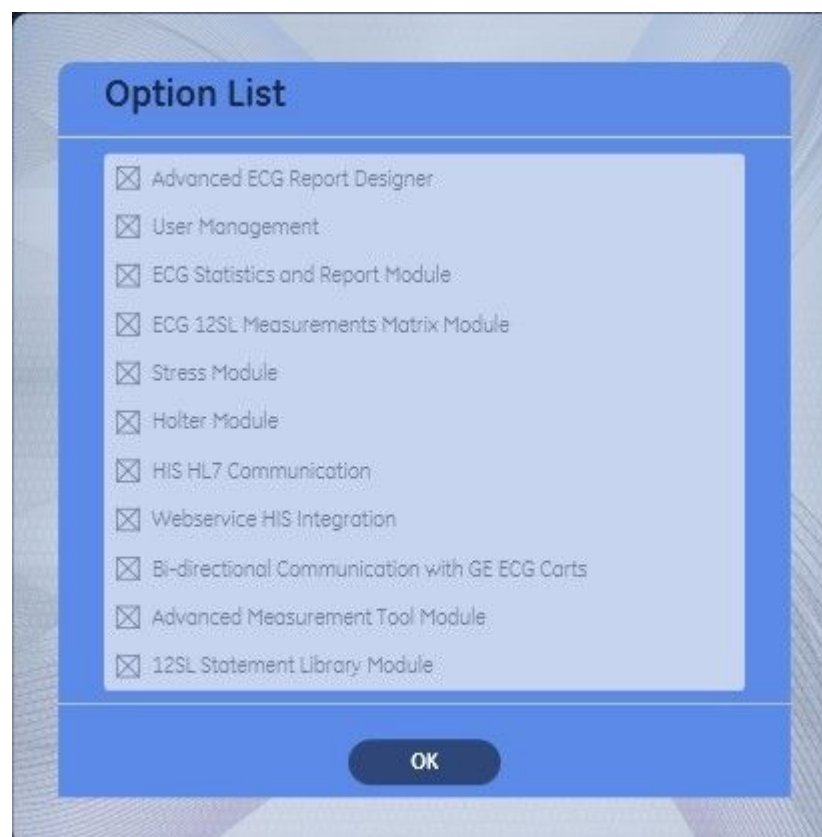 Option List
Advanced ECG Report Designer
User Management
ECG Statistics and Report Module
ECG 12SL Measurements Matrix Module
Stress Module
Holter Module
HIS HL7 Communication
Webservice HIS Integration
Bi-directional Communication with GE ECG Carts
Advanced Measurement Tool Module
12SL Statement Library Module
OK